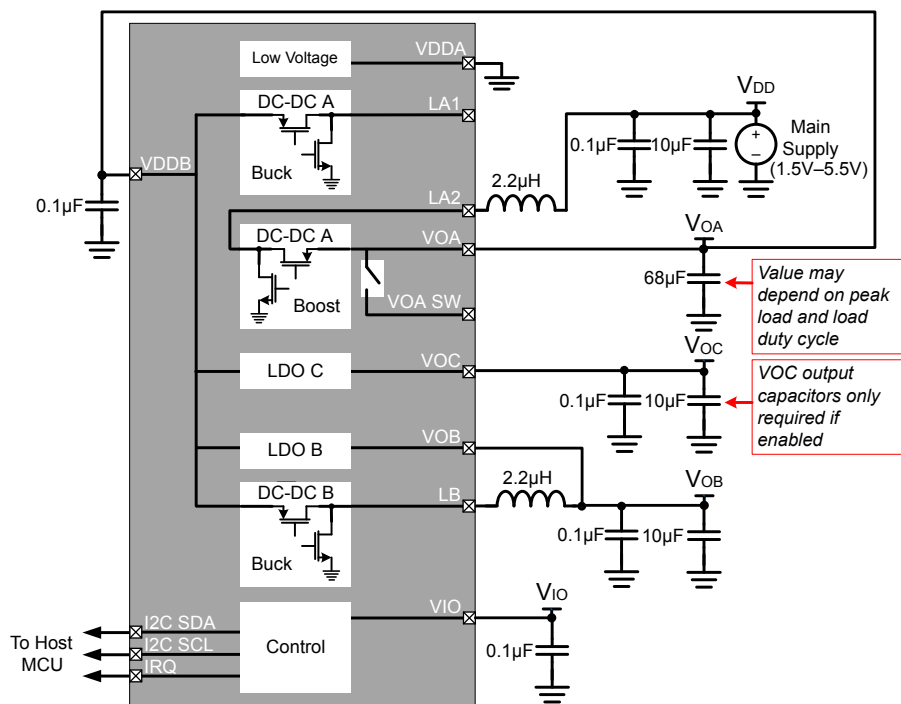 Low Voltage
VDDA
DC-DC A
LA1
Buck
VDDB
0.1µF
VDD
0.1µF
10µF
+
–
Main
Supply
(1.5V–5.5V)
LA2
2.2µH
DC-DC A
Boost
VOA
VOA SW
VOA
68µF
Value may
depend on peak
load and load
duty cycle
LDO C
VOC
VOC
0.1µF
10µF
VOC output
capacitors only
required if
enabled
LDO B
VOB
DC-DC B
Buck
LB
2.2µH
VOB
0.1µF
10µF
VIO
VIO
0.1µF
Control
To Host
MCU
I2C SDA
I2C SCL
IRQ